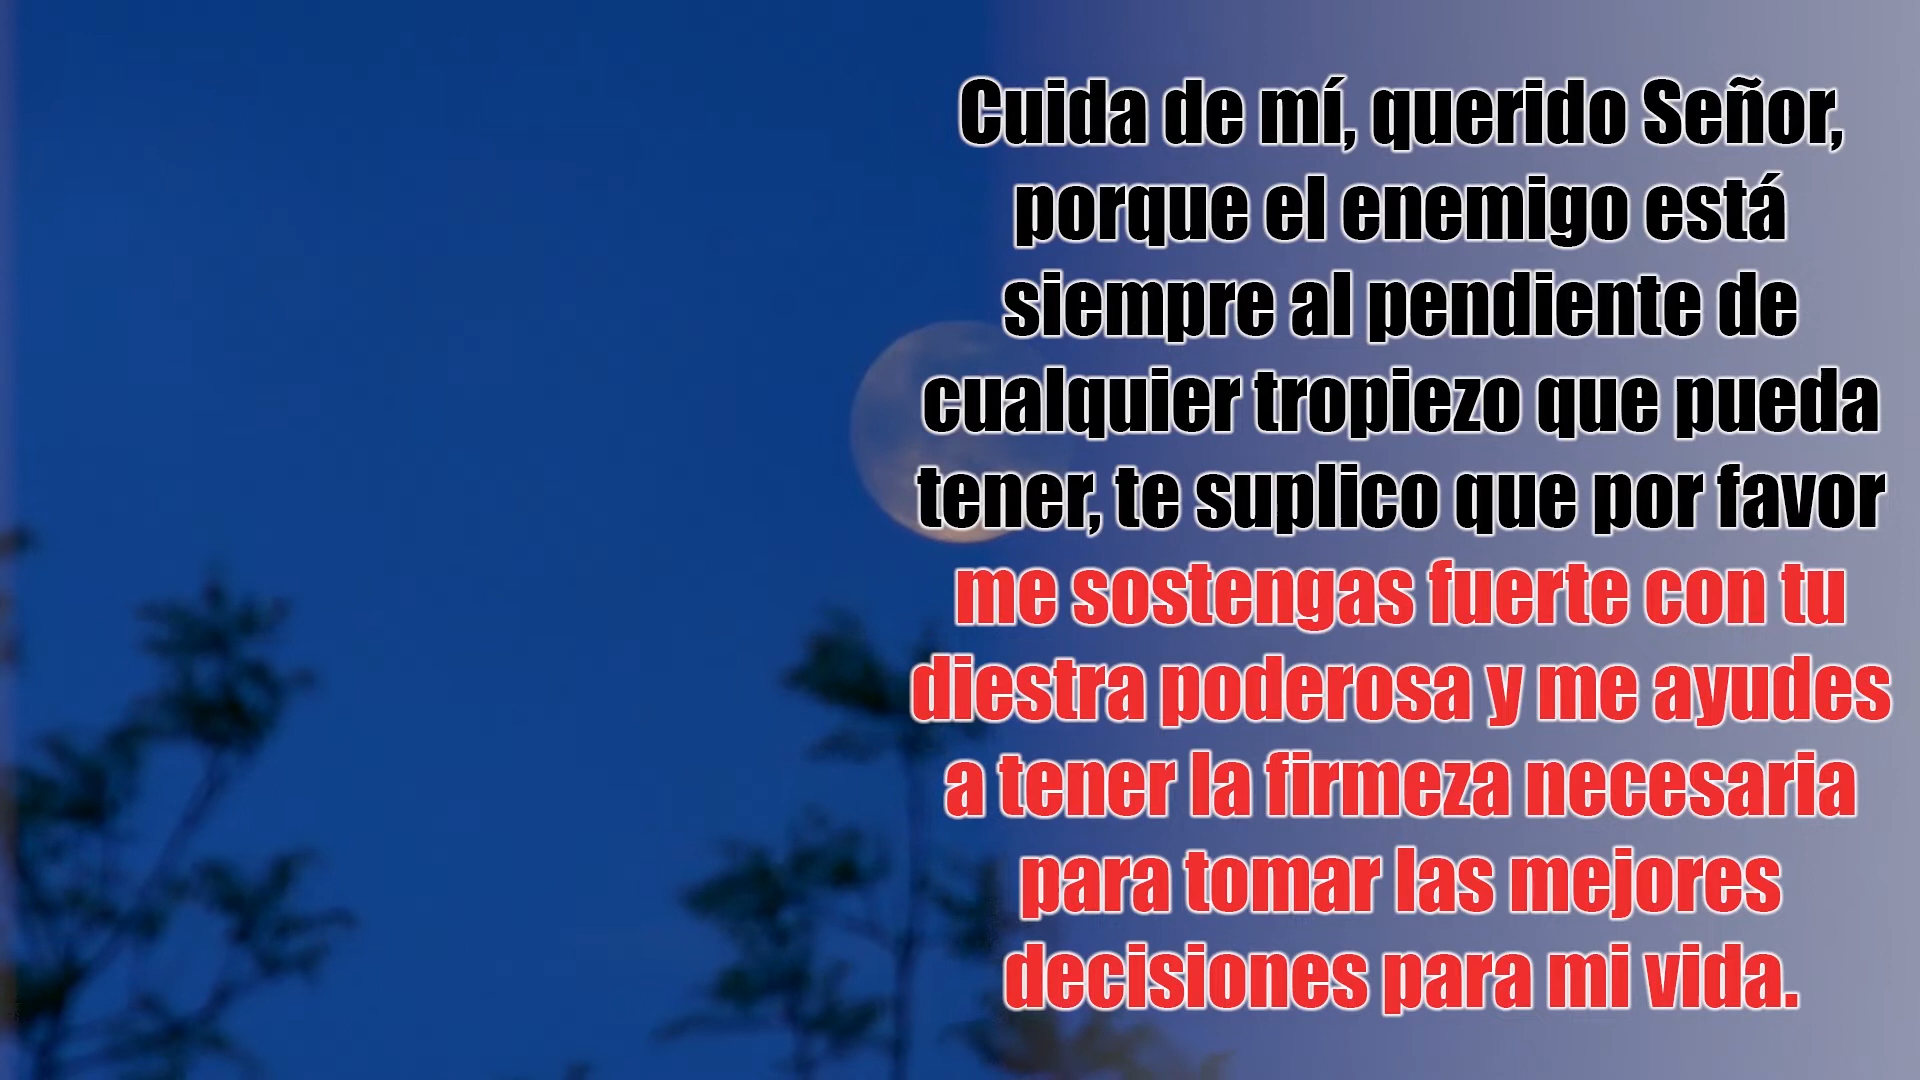 Cuida de mí, querido Señor,
porque el enemigo está
siempre al pendiente de
cualquier tropiezo que pueda
tener, te suplico que por favor
me sostengas fuerte con tu
diestra poderosa y me ayudes
a tener la firmeza necesaria
para tomar las mejores
decisiones para mi vida.